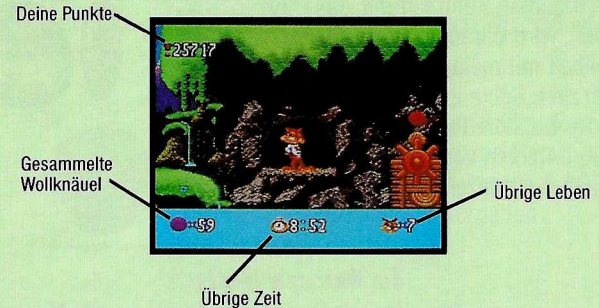 Deine Punkte
25717
Gesammelte
Wollknäuel
59
8:52
7
Übrige Leben
Übrige Zeit